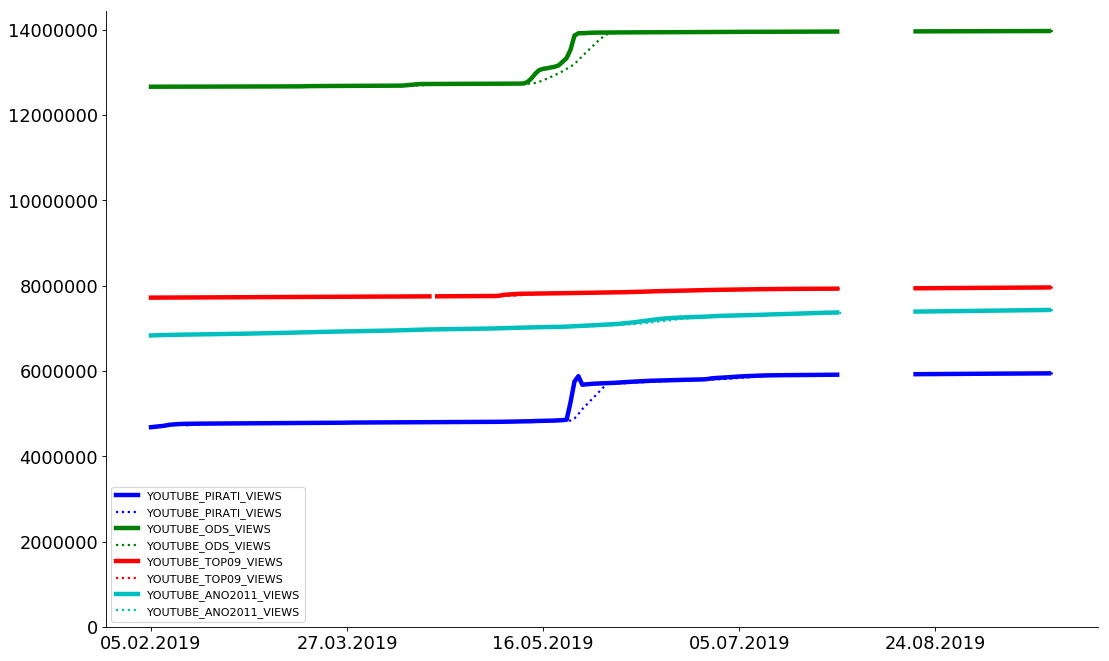 14000000
12000000
10000000
8000000
6000000
4000000
2000000
0
YOUTUBE_PIRATI_VIEWS
YOUTUBE_PIRATI_VIEWS
YOUTUBE_ODS_VIEWS
YOUTUBE_ODS_VIEWS
YOUTUBE_TOP09_VIEWS
YOUTUBE_TOP09_VIEWS
YOUTUBE_ANO2011_VIEWS
YOUTUBE_ANO2011_VIEWS
05.02.2019 27.03.2019 16.05.2019 05.07.2019 24.08.2019